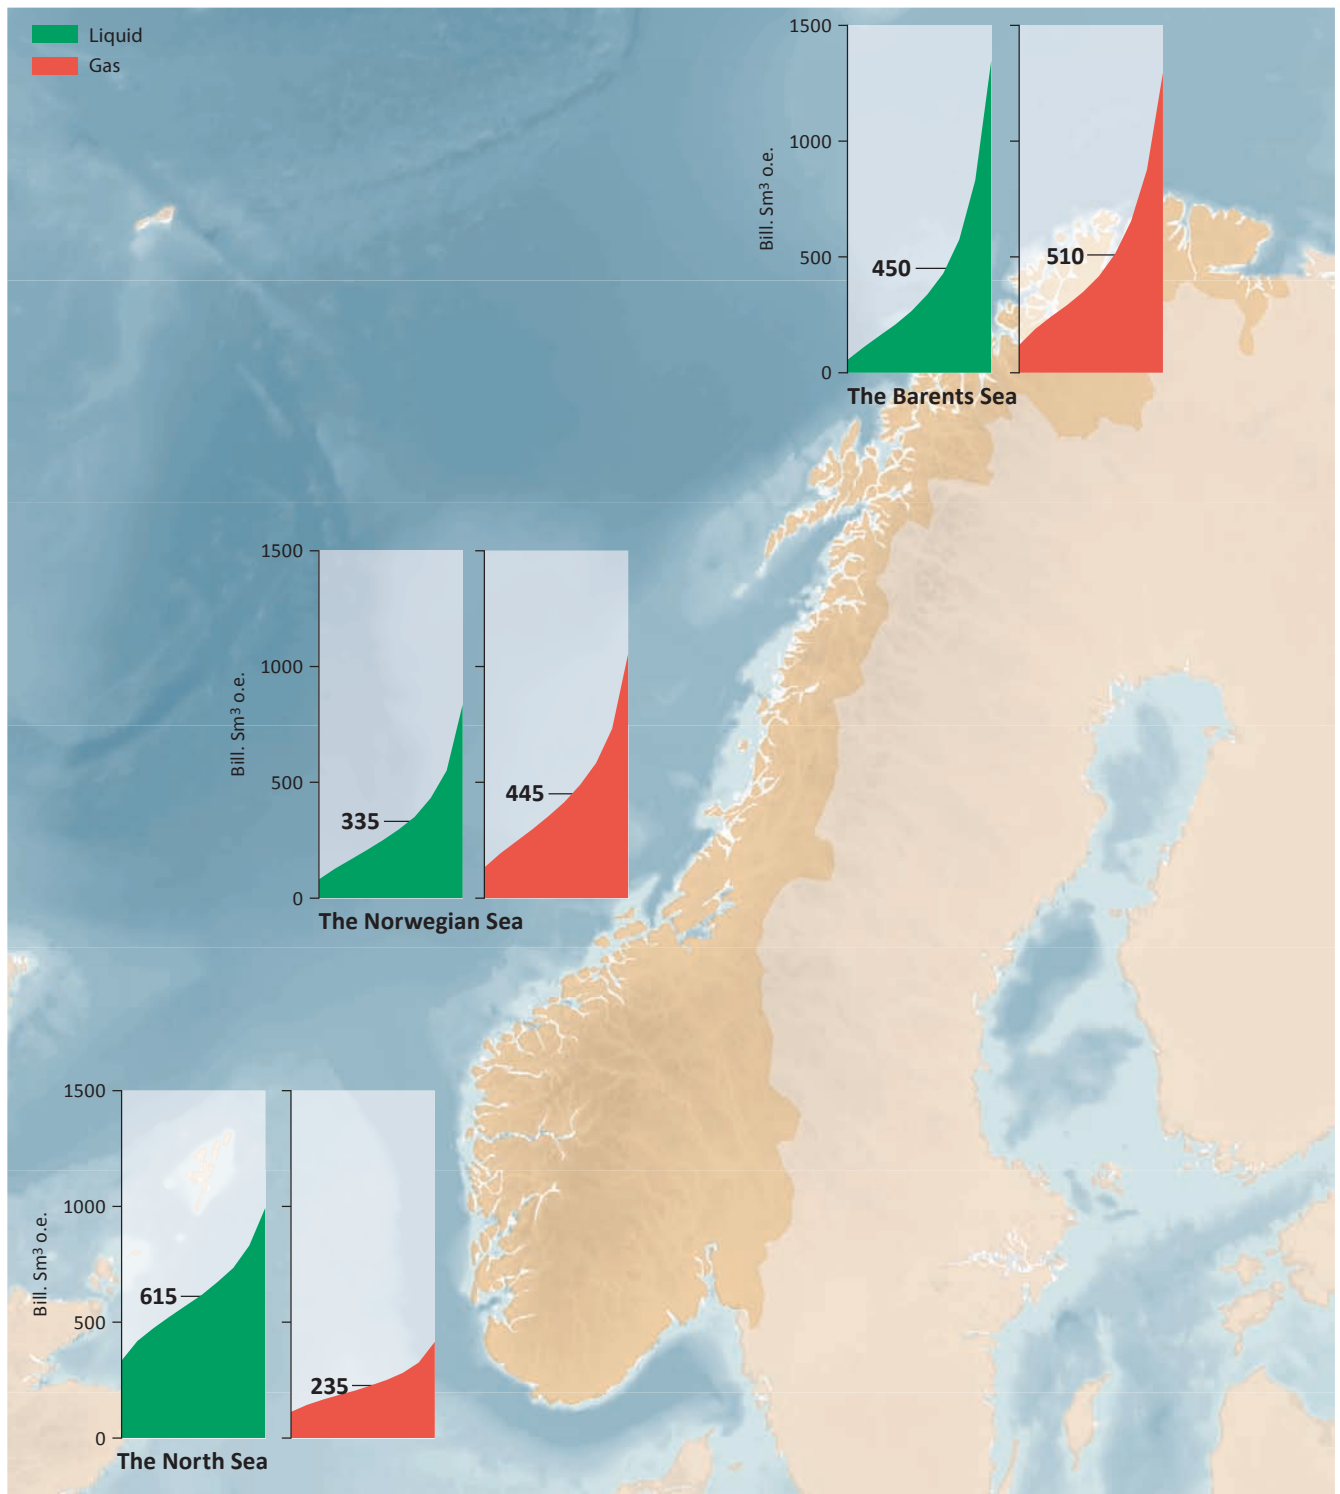 Liquid
Gas
1500
1000
500
0
Bill. Sm³ o.e.
450
510
The Barents Sea
1500
1000
500
0
Bill. Sm³ o.e.
335
445
The Norwegian Sea
1500
1000
500
0
Bill. Sm³ o.e.
615
235
The North Sea